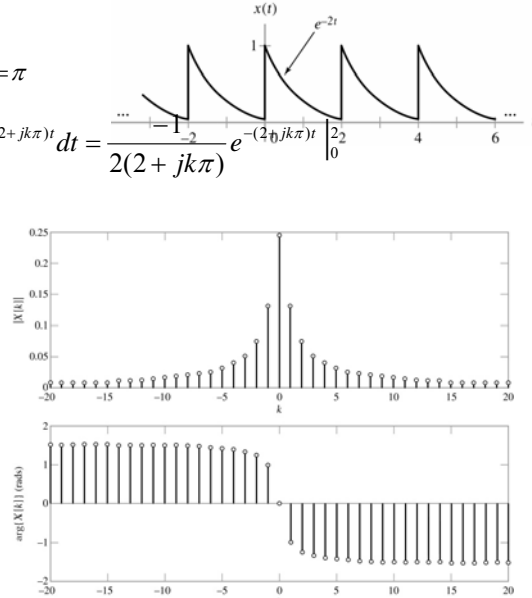 x(t)
e^{-2t}
1
=π
... ...
-2 0 2 4 6
2+ jkπ)t dt = \frac{-1}{2(2+ jkπ)} e^{-(2+ jkπ)t} |_0^2
0.25
0.2
0.15
0.1
0.05
0
|X[k]|
-20 -15 -10 -5 0 5 10 15 20
k
2
1
0
-1
-2
arg{X[k]} (rads)
-20 -15 -10 -5 0 5 10 15 20